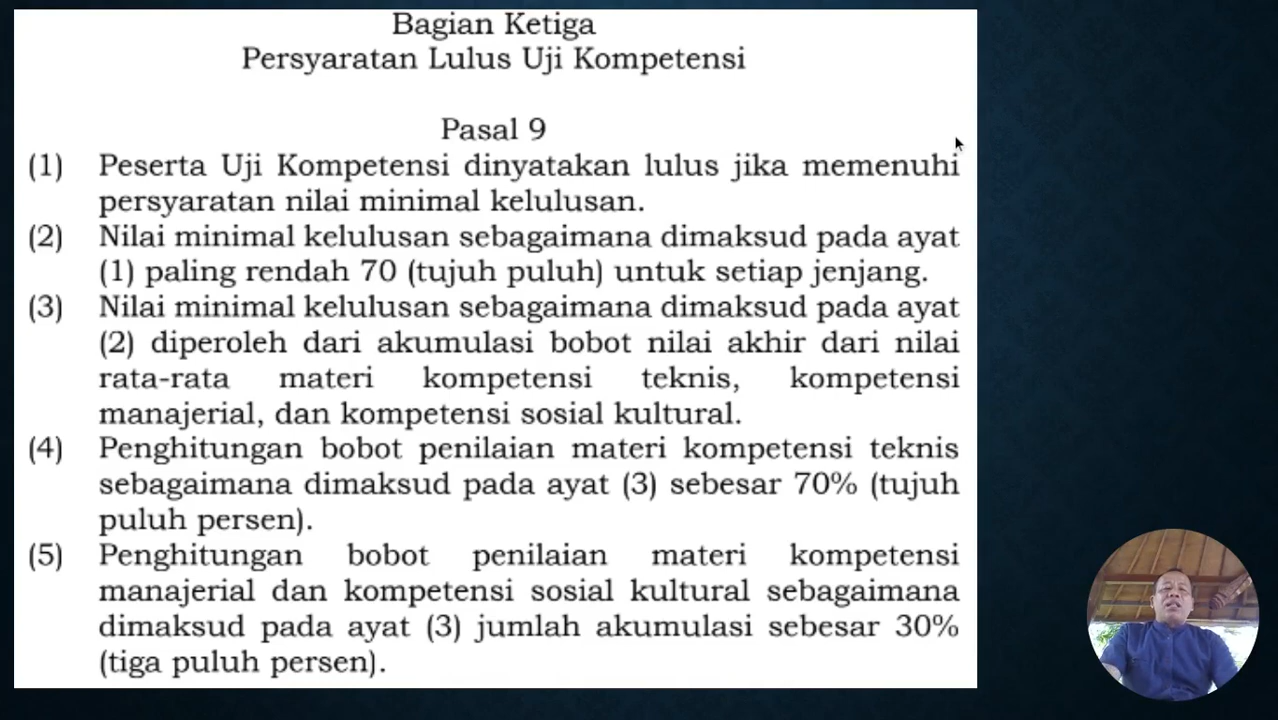 Bagian Ketiga
Persyaratan Lulus Uji Kompetensi
Pasal 9
(1) Peserta Uji Kompetensi dinyatakan lulus jika memenuhi
persyaratan nilai minimal kelulusan.
(2) Nilai minimal kelulusan sebagaimana dimaksud pada ayat
(1) paling rendah 70 (tujuh puluh) untuk setiap jenjang.
(3) Nilai minimal kelulusan sebagaimana dimaksud pada ayat
(2) diperoleh dari akumulasi bobot nilai akhir dari nilai
rata-rata materi kompetensi teknis, kompetensi
manajerial, dan kompetensi sosial kultural.
(4) Penghitungan bobot penilaian materi kompetensi teknis
sebagaimana dimaksud pada ayat (3) sebesar 70% (tujuh
puluh persen).
(5) Penghitungan bobot penilaian materi kompetensi
manajerial dan kompetensi sosial kultural sebagaimana
dimaksud pada ayat (3) jumlah akumulasi sebesar 30%
(tiga puluh persen).